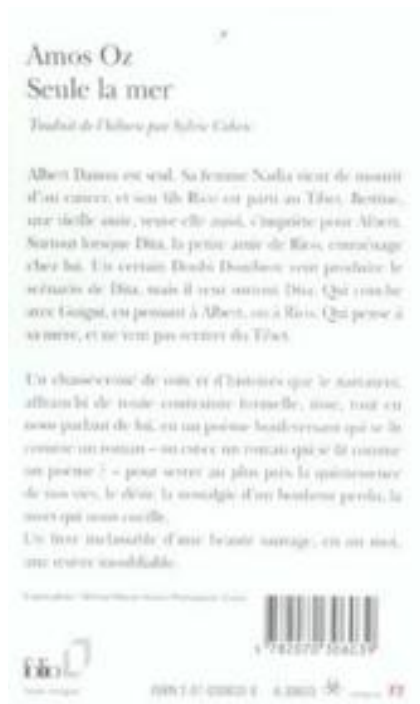 Amos Oz
Seule la mer
Traduit de l'hébreu par Sylvie Cohen
Albert Danon est seul. Sa femme Nadia vient de mourir
d'un cancer, et son fils Rico est parti au Tibet. Bettine,
une vieille amie, veuve elle aussi, s'inquiète pour Albert.
Surtout lorsque Dita, la petite amie de Rico, emménage
chez lui. Un certain Doubi Dombrov veut produire le
scénario de Dita, mais il veut surtout Dita. Qui couche
avec Guigui, en pensant à Albert, ou à Rico. Qui pense à
sa mère, et ne veut pas rentrer du Tibet.
Un chassé-croisé de voix et d'histoires que le narrateur,
affranchi de toute contrainte formelle, tisse, tout en
nous parlant de lui, en un poème bouleversant qui se lit
comme un roman – ou est-ce un roman qui se lit comme
un poème ? – pour serrer au plus près la quintessence
de nos vies, le désir, la nostalgie d'un bonheur perdu, la
mort qui nous cueille.
Un livre inclassable d'une beauté sauvage, en un mot,
une œuvre inoubliable.
folio